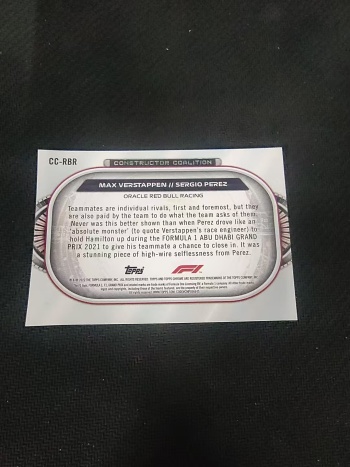 CC-RBR
CONSTRUCTOR COALITION
MAX VERSTAPPEN // SERGIO PEREZ
ORACLE RED BULL RACING
Teammates are individual rivals, first and foremost, but they
are also paid by the team to do what the team asks of them.
Never was this better shown than when Perez drove like an
'absolute monster' (to quote Verstappen's race engineer) to
hold Hamilton up during the FORMULA 1 ABU DHABI GRAND
PRIX 2021 to give his teammate a chance to close in. It was
a stunning piece of high-wire selflessness from Perez.
Topps
F1